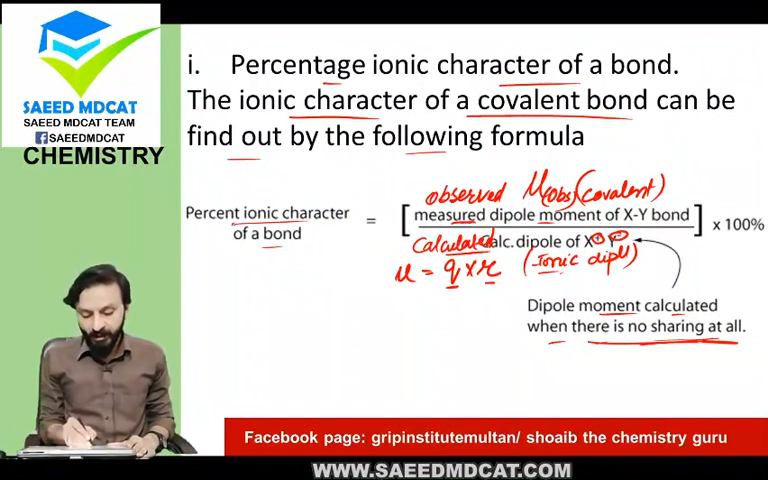 SAEED MDCAT
SAEED MDCAT TEAM
SAEEDMDCAT
CHEMISTRY
i. Percentage ionic character of a bond.
The ionic character of a covalent bond can be
find out by the following formula
observed μ(obs) (covalent)
Percent ionic character
of a bond
=
[measured dipole moment of X-Y bond]
x 100%
Calculated
Calc. dipole of X⊕ Y⊖
μ = q × r
(Ionic dipl)
Dipole moment calculated
when there is no sharing at all.
Facebook page: gripinstitutemultan/ shoaib the chemistry guru
WWW.SAEEDMDCAT.COM